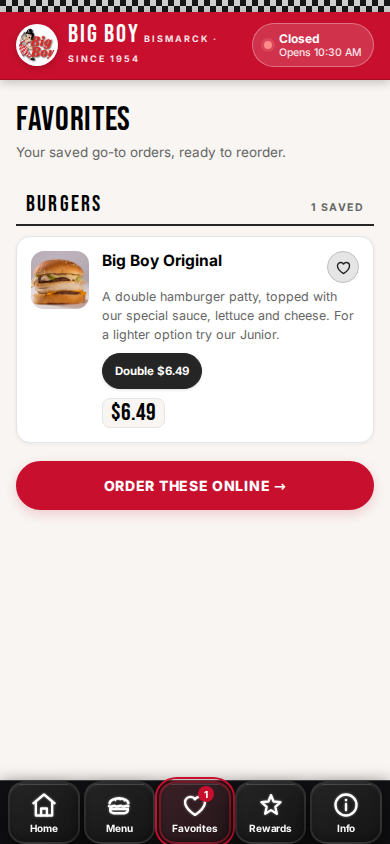 Big Boy
BIG BOY BISMARCK ·
SINCE 1954
Closed
Opens 10:30 AM
FAVORITES
Your saved go-to orders, ready to reorder.
BURGERS
1 SAVED
Big Boy Original
A double hamburger patty, topped with
our special sauce, lettuce and cheese. For
a lighter option try our Junior.
Double $6.49
$6.49
ORDER THESE ONLINE →
1
Home
Menu
Favorites
Rewards
Info